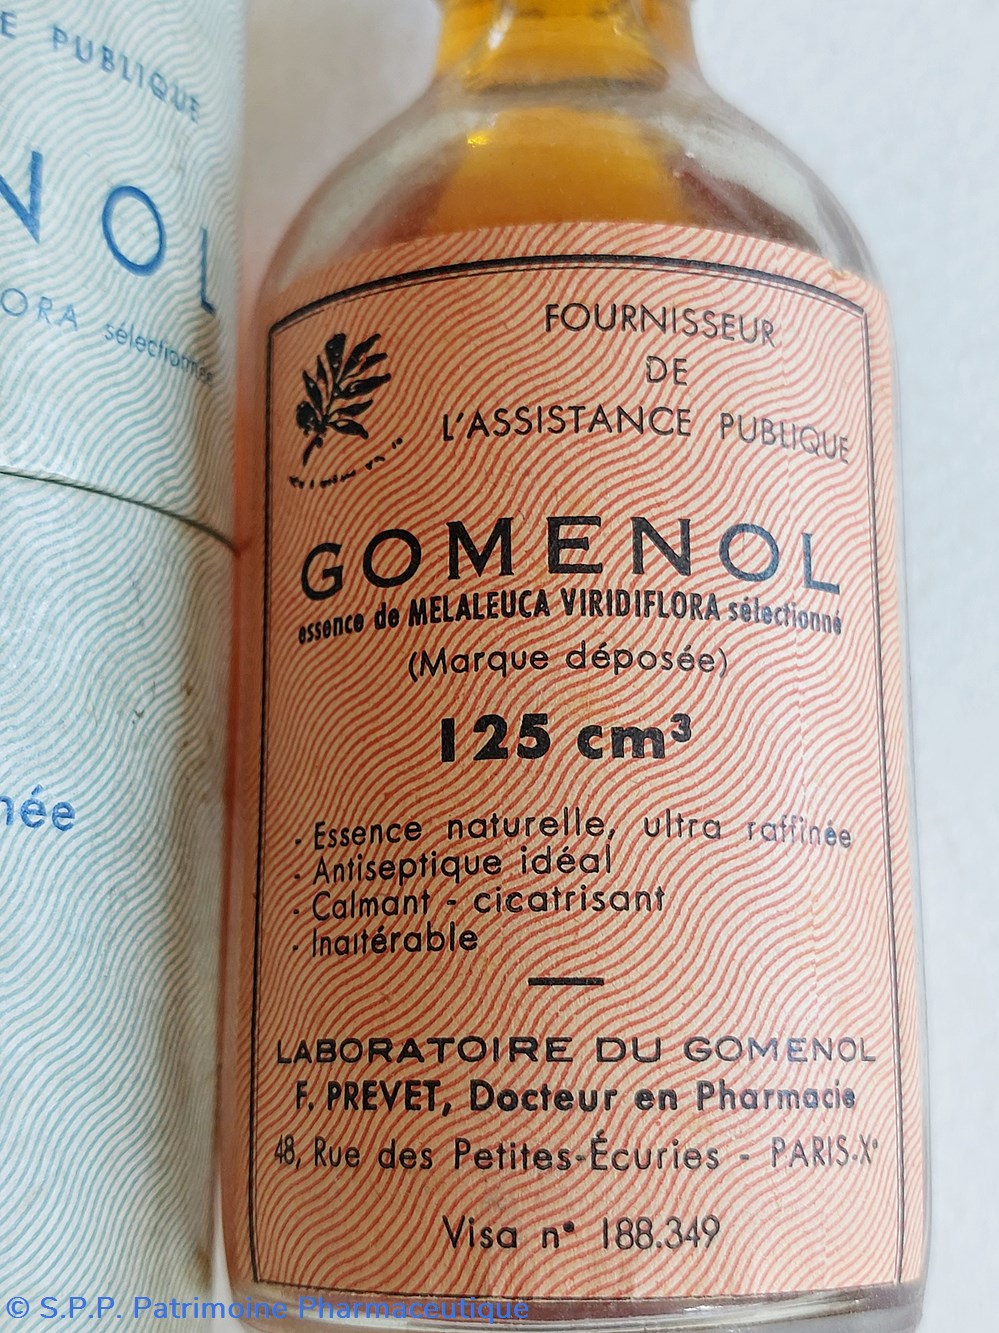 E PUBLIQUE
NOL
ORA sélectionnée
née
FOURNISSEUR
DE
L'ASSISTANCE PUBLIQUE
GOMENOL
essence de MELALEUCA VIRIDIFLORA sélectionné
(Marque déposée)
125 cm³
. Essence naturelle, ultra raffinée
. Antiseptique idéal
. Calmant - cicatrisant
. Inaltérable
LABORATOIRE DU GOMENOL
F. PREVET, Docteur en Pharmacie
48, Rue des Petites-Écuries - PARIS-Xᵉ
Visa n° 188.349
© S.P.P. Patrimoine Pharmaceutique